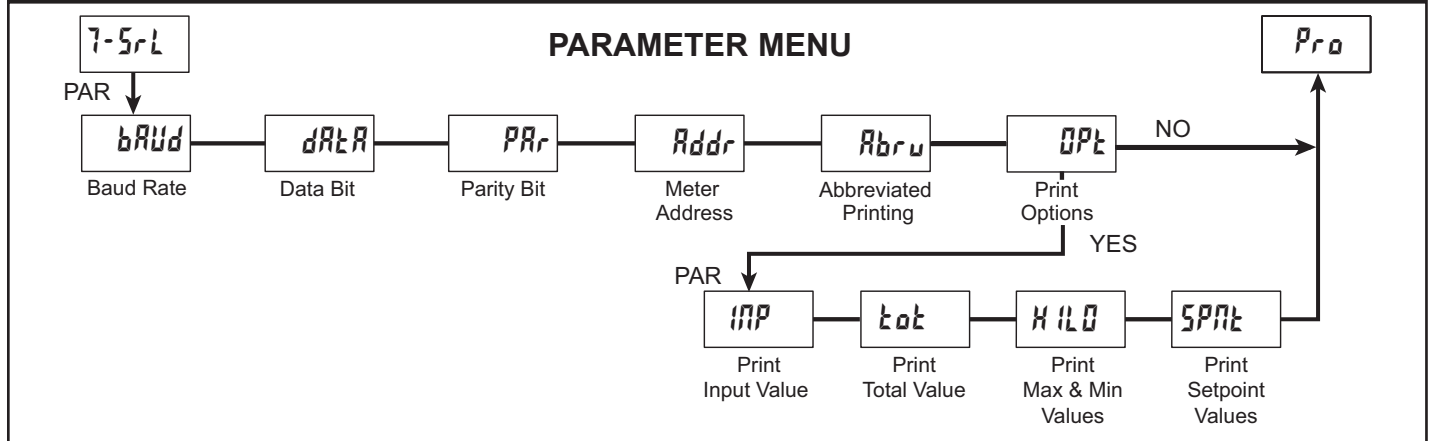 7-SrL
PARAMETER MENU
Pro
PAR
bAUd
dAtA
PAr
Addr
Abrv
OPt
NO
Baud Rate
Data Bit
Parity Bit
Meter
Address
Abbreviated
Printing
Print
Options
YES
PAR
INP
tot
HILO
SPNt
Print
Input Value
Print
Total Value
Print
Max & Min
Values
Print
Setpoint
Values